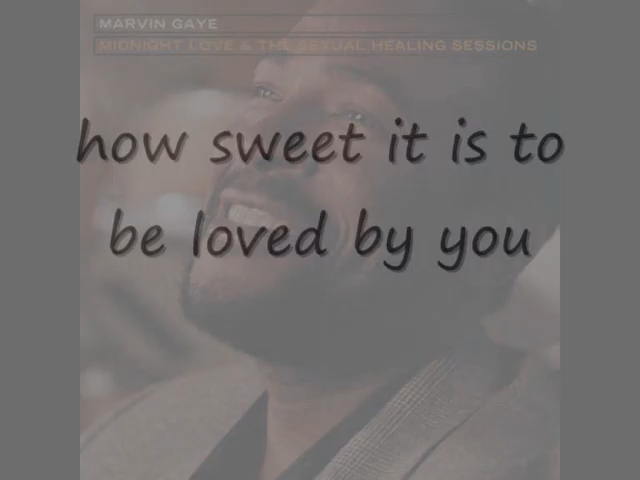 MARVIN GAYE
MIDNIGHT LOVE & THE SEXUAL HEALING SESSIONS
how sweet it is to
be loved by you